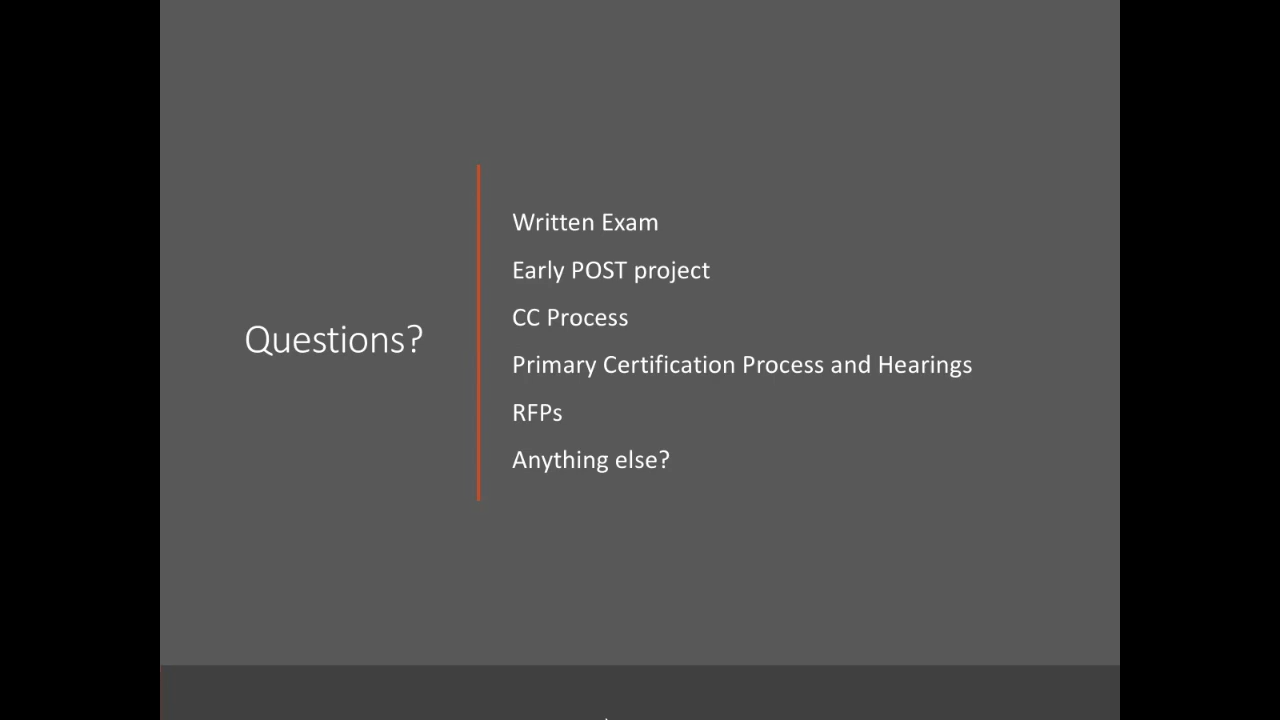 Questions?
Written Exam
Early POST project
CC Process
Primary Certification Process and Hearings
RFPs
Anything else?